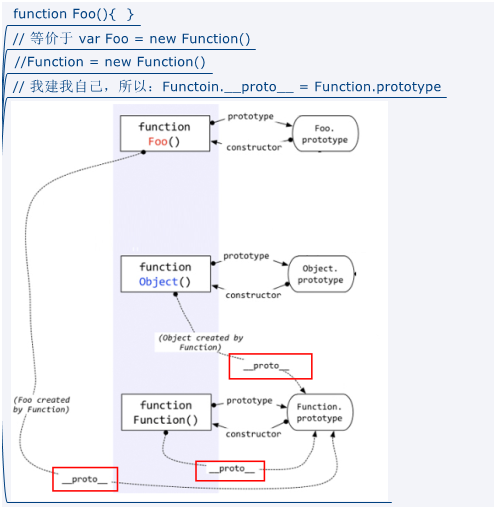 function Foo(){  }
// 等价于 var Foo = new Function()
//Function = new Function()
// 我建我自己，所以：Functoin.__proto__ = Function.prototype
function
Foo()
prototype
constructor
Foo.
prototype
function
Object()
prototype
constructor
Object.
prototype
(Object created by
Function)
__proto__
(Foo created
by Function)
function
Function()
prototype
constructor
Function.
prototype
__proto__
__proto__